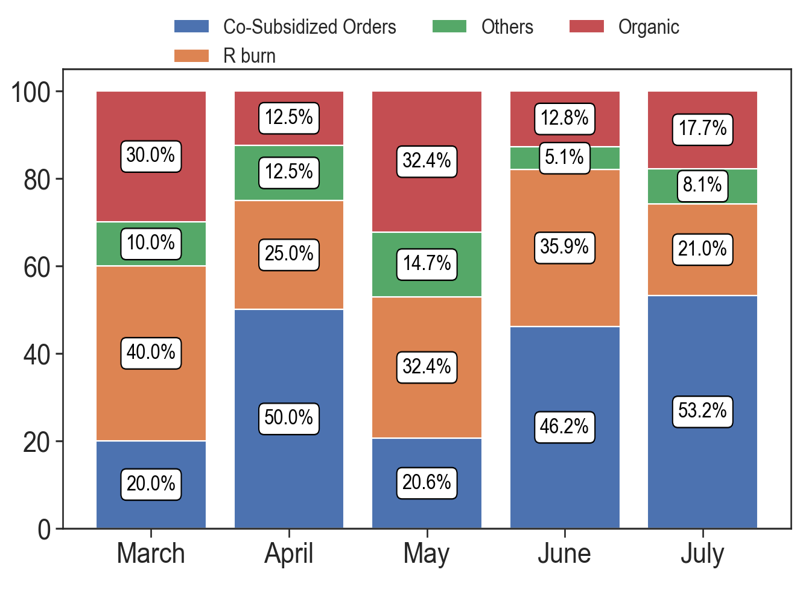 Co-Subsidized Orders Others Organic
R burn
100
80
60
40
20
0
30.0% 12.5% 32.4% 12.8% 17.7%
10.0% 12.5% 14.7% 5.1% 8.1%
40.0% 25.0% 32.4% 35.9% 21.0%
20.0% 50.0% 20.6% 46.2% 53.2%
March April May June July